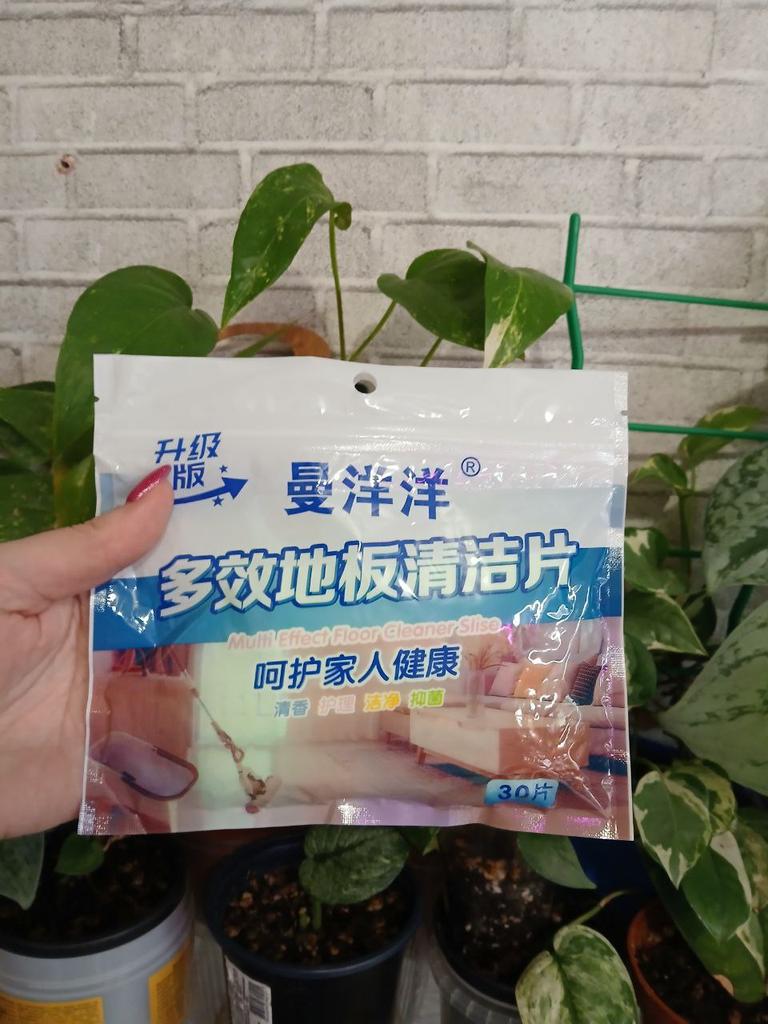 升级
版
曼洋洋®
多效地板清洁片
Multi Effect Floor Cleaner Slise
呵护家人健康
清香 护理 洁净 抑菌
30片